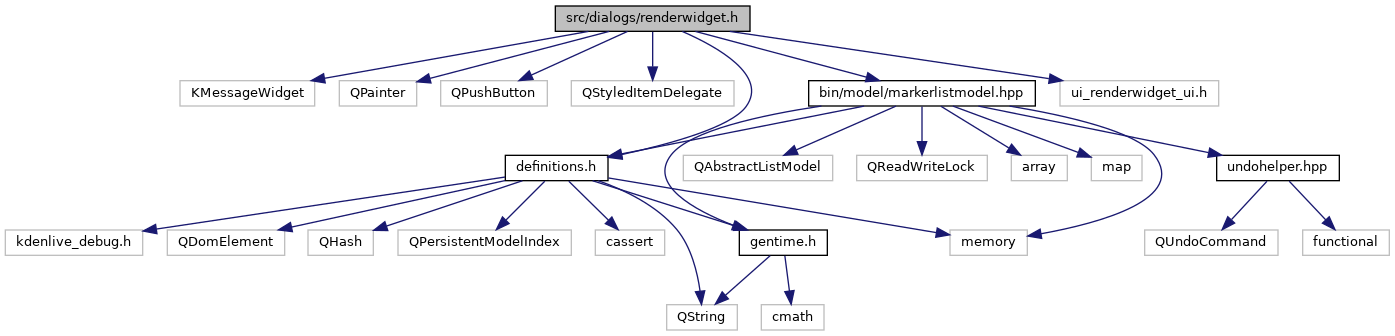 src/dialogs/renderwidget.h
KMessageWidget
QPainter
QPushButton
QStyledItemDelegate
bin/model/markerlistmodel.hpp
ui_renderwidget_ui.h
definitions.h
QAbstractListModel
QReadWriteLock
array
map
undohelper.hpp
kdenlive_debug.h
QDomElement
QHash
QPersistentModelIndex
cassert
gentime.h
memory
QUndoCommand
functional
QString
cmath